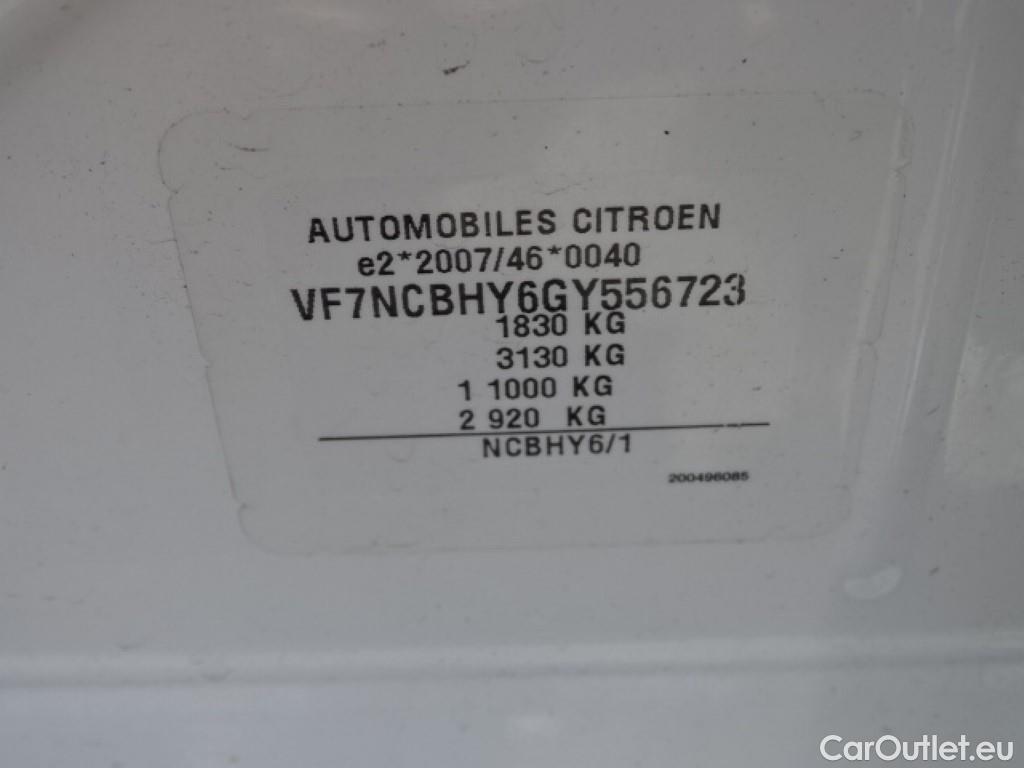 AUTOMOBILES CITROEN
e2*2007/46*0040
VF7NCBHY6GY556723
1830 KG
3130 KG
1 1000 KG
2 920 KG
NCBHY6/1
200496085
CarOutlet.eu